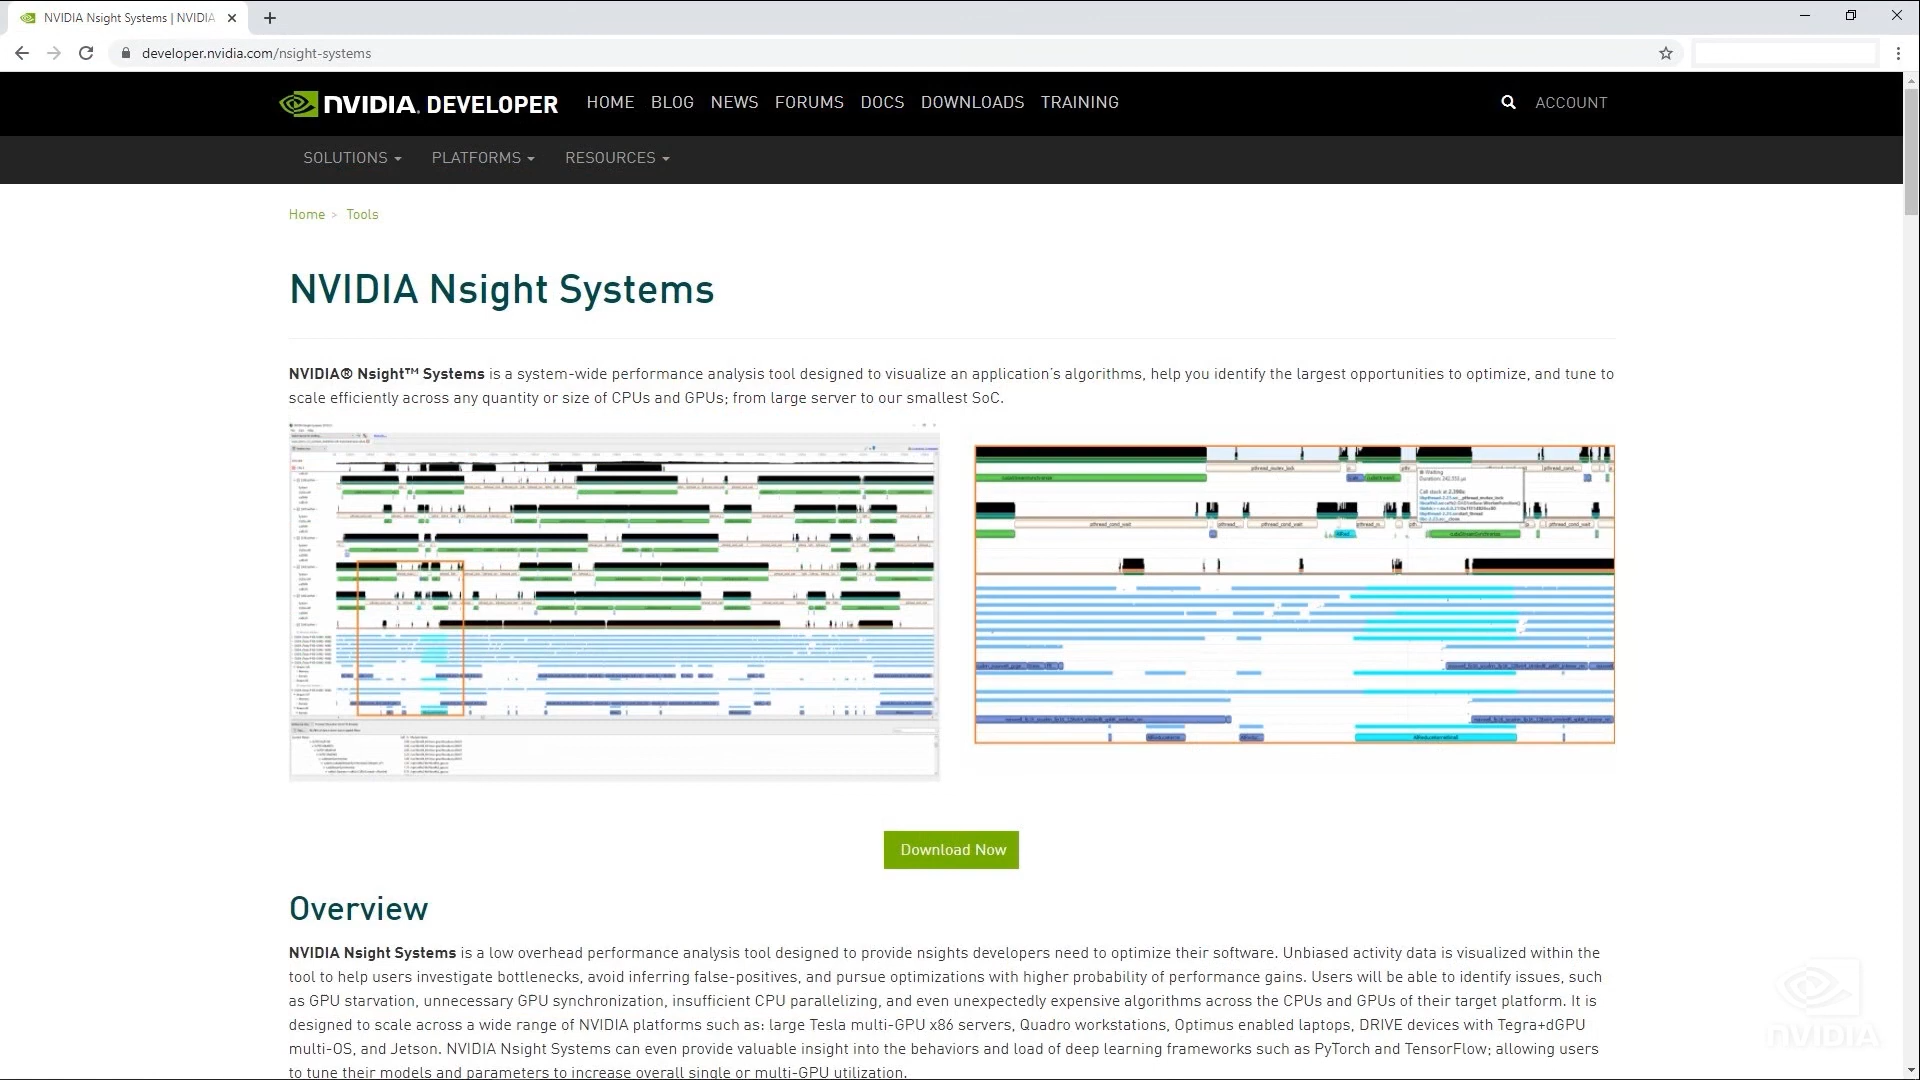 NVIDIA Nsight Systems | NVIDIA
developer.nvidia.com/nsight-systems
NVIDIA. DEVELOPER
HOME BLOG NEWS FORUMS DOCS DOWNLOADS TRAINING
ACCOUNT
SOLUTIONS PLATFORMS RESOURCES
Home > Tools
NVIDIA Nsight Systems
NVIDIA® Nsight™ Systems is a system-wide performance analysis tool designed to visualize an application's algorithms, help you identify the largest opportunities to optimize, and tune to
scale efficiently across any quantity or size of CPUs and GPUs; from large server to our smallest SoC.
pthread_mutex_lock
Waiting
pthread_cond_wait
pthread_cond_wait
pthread_cond_wait
Download Now
Overview
NVIDIA Nsight Systems is a low overhead performance analysis tool designed to provide nsights developers need to optimize their software. Unbiased activity data is visualized within the
tool to help users investigate bottlenecks, avoid inferring false-positives, and pursue optimizations with higher probability of performance gains. Users will be able to identify issues, such
as GPU starvation, unnecessary GPU synchronization, insufficient CPU parallelizing, and even unexpectedly expensive algorithms across the CPUs and GPUs of their target platform. It is
designed to scale across a wide range of NVIDIA platforms such as: large Tesla multi-GPU x86 servers, Quadro workstations, Optimus enabled laptops, DRIVE devices with Tegra+dGPU
multi-OS, and Jetson. NVIDIA Nsight Systems can even provide valuable insight into the behaviors and load of deep learning frameworks such as PyTorch and TensorFlow; allowing users
to tune their models and parameters to increase overall single or multi-GPU utilization.
NVIDIA